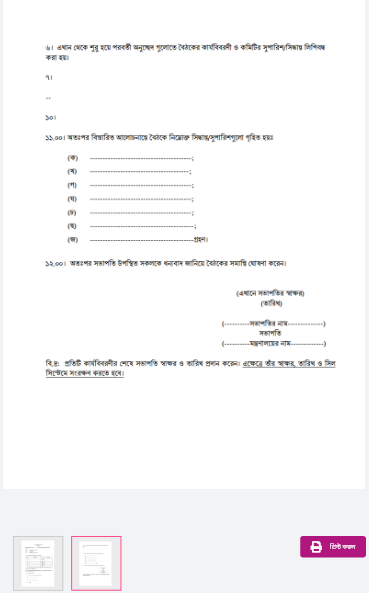 ৬। এখান থেকে শুরু হয়ে পরবর্তী অনুচ্ছেদ গুলোতে বৈঠকের কার্যবিবরণী ও কমিটির সুপারিশ/সিদ্ধান্ত লিপিবদ্ধ
করা হয়।
৭।
--
১০।
১১.০০। অতঃপর বিস্তারিত আলোচনান্তে বৈঠকে নিম্নোক্ত সিদ্ধান্ত/সুপারিশগুলো গৃহিত হয়ঃ
(ক) ----------------------------------------;
(খ) ---------------------------------------;
(গ) ----------------------------------------;
(ঘ) ----------------------------------------;
(চ) ----------------------------------------;
(ছ) -----------------------------------------;
(জ) ----------------------------------------গ্রহণ।
১২.০০। অতঃপর সভাপতি উপস্থিত সকলকে ধন্যবাদ জানিয়ে বৈঠকের সমাপ্তি ঘোষণা করেন।
(এখানে সভাপতির স্বাক্ষর)
(তারিখ)
(----------সভাপতির নাম--------------)
সভাপতি
(----------মন্ত্রণালয়ের নাম-------------)
বি.দ্র: প্রতিটি কার্যবিবরণীর শেষে সভাপতি স্বাক্ষর ও তারিখ প্রদান করেন। এক্ষেত্রে তাঁর স্বাক্ষর, তারিখ ও সিল
সিস্টেমে সংরক্ষণ করতে হবে।
প্রিন্ট করুন